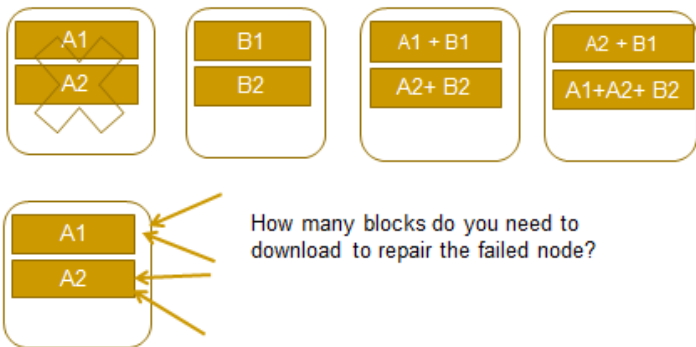 A1
A2
B1
B2
A1 + B1
A2+ B2
A2 + B1
A1+A2+ B2
A1
A2
How many blocks do you need to
download to repair the failed node?